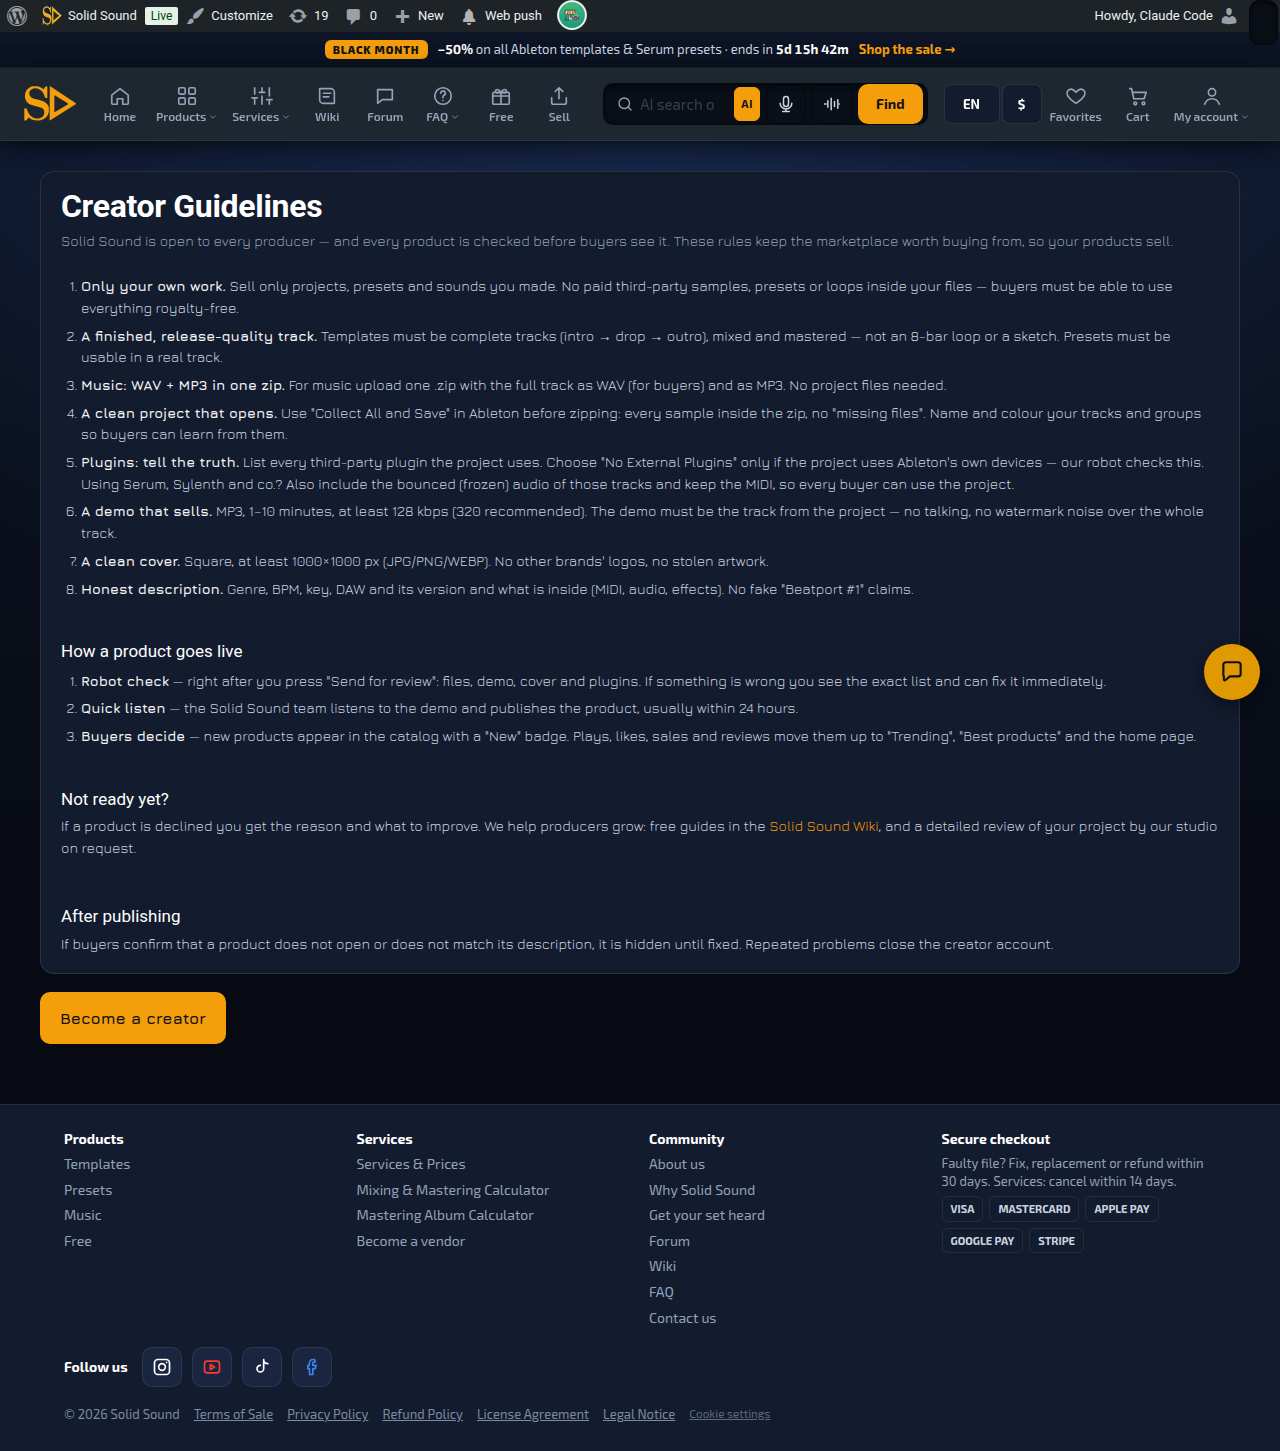 Solid Sound Live Customize 19 0 New Web push Howdy, Claude Code
BLACK MONTH −50% on all Ableton templates & Serum presets · ends in 5d 15h 42m Shop the sale →
Home Products Services Wiki Forum FAQ Free Sell AI search o AI Find EN $ Favorites Cart My account
Creator Guidelines
Solid Sound is open to every producer — and every product is checked before buyers see it. These rules keep the marketplace worth buying from, so your products sell.
1. Only your own work. Sell only projects, presets and sounds you made. No paid third-party samples, presets or loops inside your files — buyers must be able to use
everything royalty-free.
2. A finished, release-quality track. Templates must be complete tracks (intro → drop → outro), mixed and mastered — not an 8-bar loop or a sketch. Presets must be
usable in a real track.
3. Music: WAV + MP3 in one zip. For music upload one .zip with the full track as WAV (for buyers) and as MP3. No project files needed.
4. A clean project that opens. Use "Collect All and Save" in Ableton before zipping: every sample inside the zip, no "missing files". Name and colour your tracks and groups
so buyers can learn from them.
5. Plugins: tell the truth. List every third-party plugin the project uses. Choose "No External Plugins" only if the project uses Ableton's own devices — our robot checks this.
Using Serum, Sylenth and co.? Also include the bounced (frozen) audio of those tracks and keep the MIDI, so every buyer can use the project.
6. A demo that sells. MP3, 1–10 minutes, at least 128 kbps (320 recommended). The demo must be the track from the project — no talking, no watermark noise over the whole
track.
7. A clean cover. Square, at least 1000×1000 px (JPG/PNG/WEBP). No other brands' logos, no stolen artwork.
8. Honest description. Genre, BPM, key, DAW and its version and what is inside (MIDI, audio, effects). No fake "Beatport #1" claims.
How a product goes live
1. Robot check — right after you press "Send for review": files, demo, cover and plugins. If something is wrong you see the exact list and can fix it immediately.
2. Quick listen — the Solid Sound team listens to the demo and publishes the product, usually within 24 hours.
3. Buyers decide — new products appear in the catalog with a "New" badge. Plays, likes, sales and reviews move them up to "Trending", "Best products" and the home page.
Not ready yet?
If a product is declined you get the reason and what to improve. We help producers grow: free guides in the Solid Sound Wiki, and a detailed review of your project by our studio
on request.
After publishing
If buyers confirm that a product does not open or does not match its description, it is hidden until fixed. Repeated problems close the creator account.
Become a creator
Products Services Community Secure checkout
Templates Services & Prices About us Faulty file? Fix, replacement or refund within
30 days. Services: cancel within 14 days.
Presets Mixing & Mastering Calculator Why Solid Sound
Music Mastering Album Calculator Get your set heard VISA MASTERCARD APPLE PAY
Free Become a vendor Forum GOOGLE PAY STRIPE
Wiki
FAQ
Contact us
Follow us
© 2026 Solid Sound Terms of Sale Privacy Policy Refund Policy License Agreement Legal Notice Cookie settings